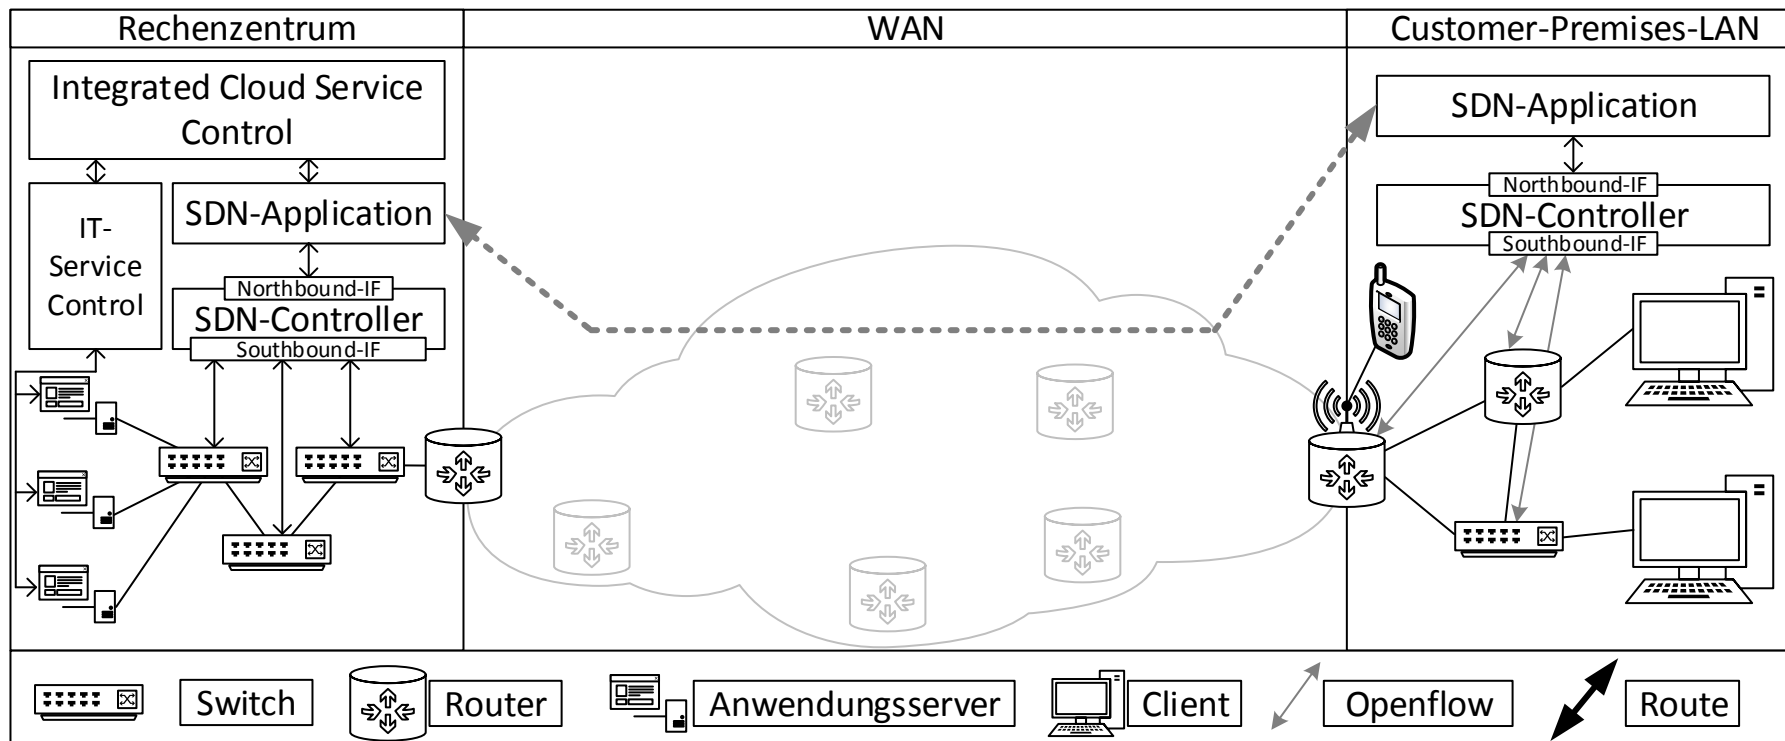 Rechenzentrum
WAN
Customer-Premises-LAN
Integrated Cloud Service
Control
IT-
Service
Control
SDN-Application
Northbound-IF
SDN-Controller
Southbound-IF
SDN-Application
Northbound-IF
SDN-Controller
Southbound-IF
Switch
Router
Anwendungsserver
Client
Openflow
Route